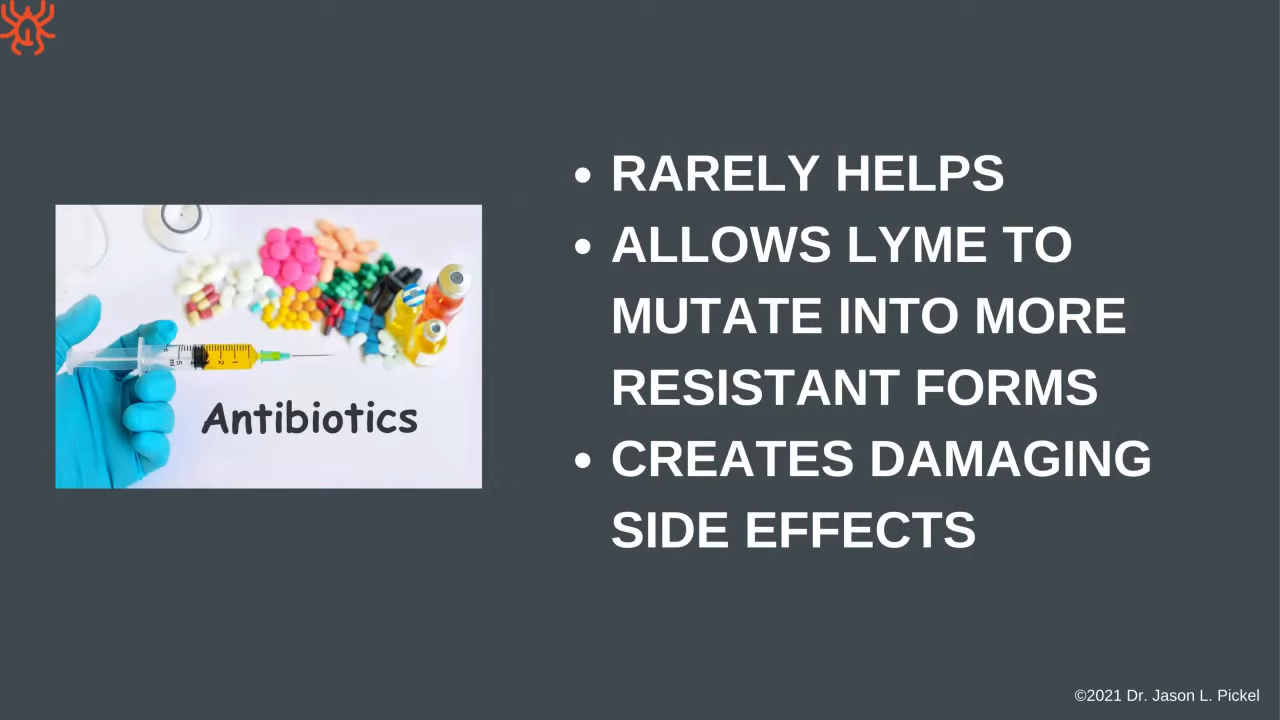 • RARELY HELPS
• ALLOWS LYME TO
MUTATE INTO MORE
RESISTANT FORMS
• CREATES DAMAGING
SIDE EFFECTS
Antibiotics
©2021 Dr. Jason L. Pickel